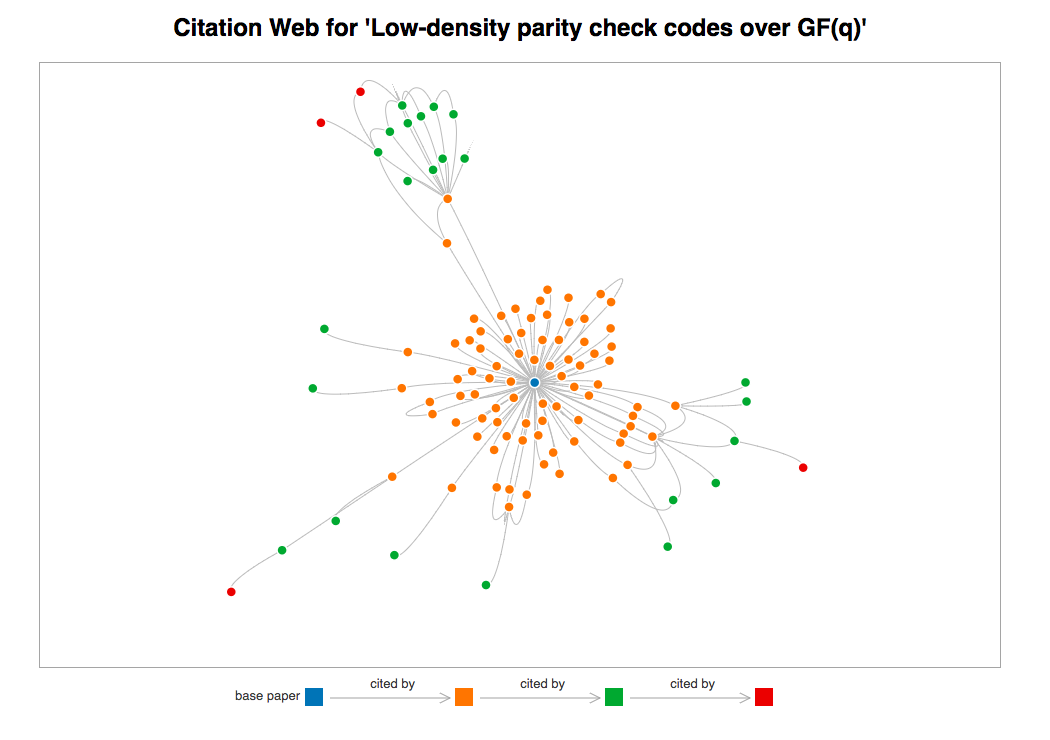 Citation Web for 'Low-density parity check codes over GF(q)'
base paper cited by cited by cited by